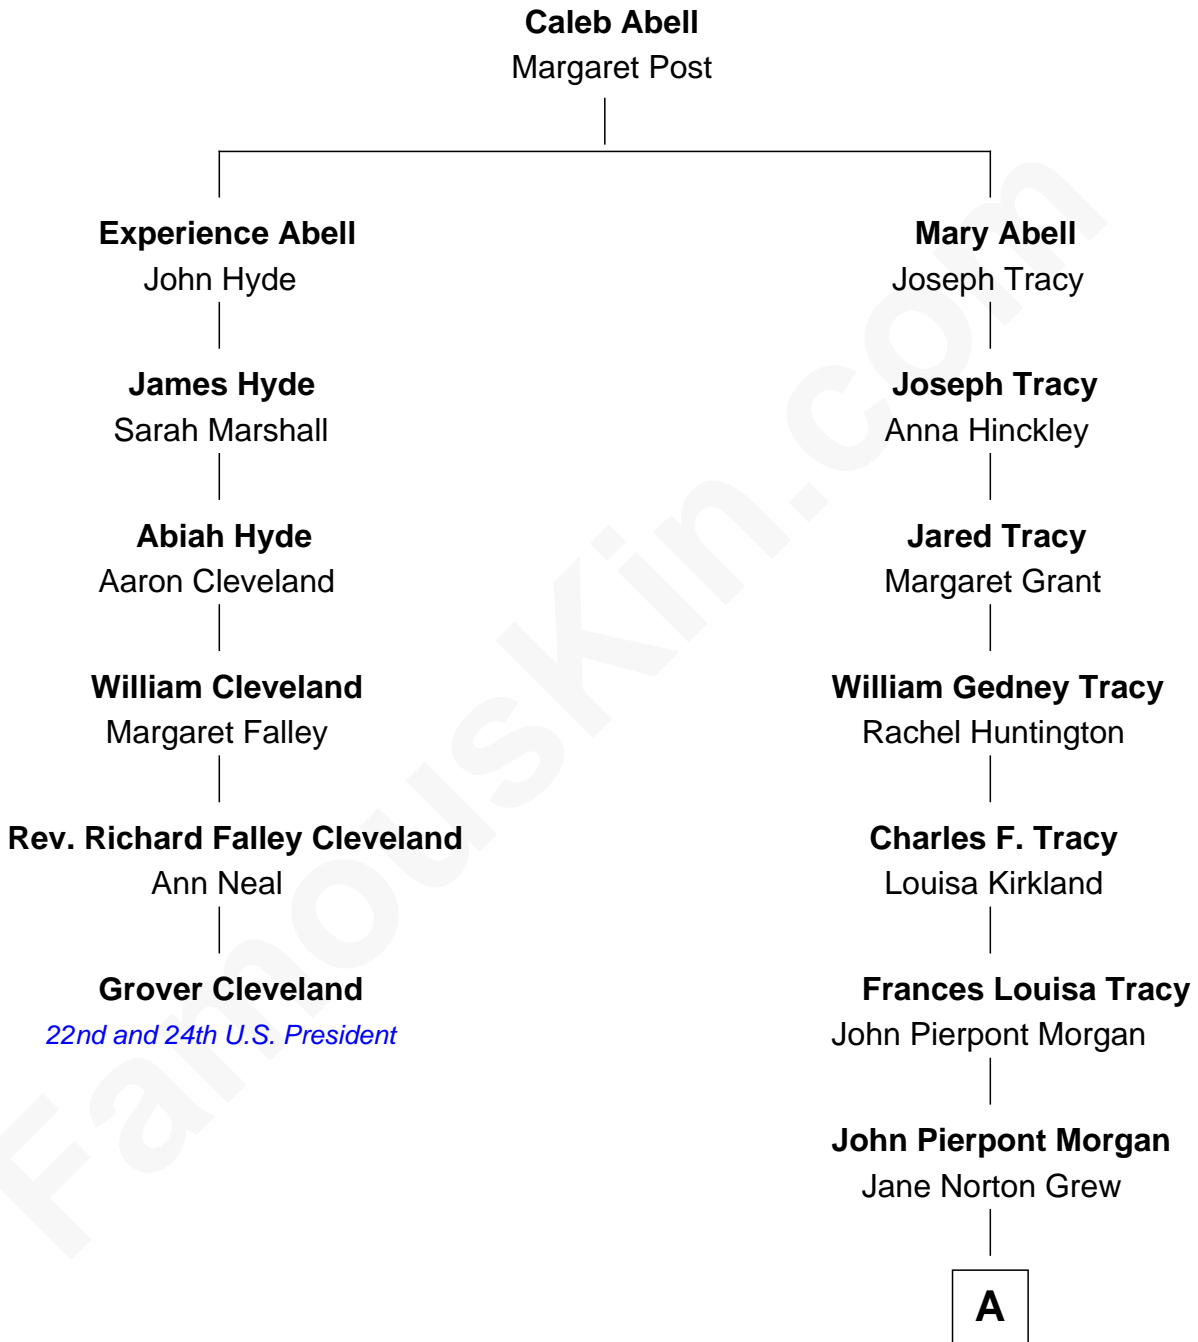 Caleb Abell
Margaret Post
Experience Abell
John Hyde
Mary Abell
Joseph Tracy
James Hyde
Sarah Marshall
Joseph Tracy
Anna Hinckley
Abiah Hyde
Aaron Cleveland
Jared Tracy
Margaret Grant
William Cleveland
Margaret Falley
William Gedney Tracy
Rachel Huntington
Rev. Richard Falley Cleveland
Ann Neal
Charles F. Tracy
Louisa Kirkland
Grover Cleveland
22nd and 24th U.S. President
Frances Louisa Tracy
John Pierpont Morgan
John Pierpont Morgan
Jane Norton Grew
A
FamousKin.com